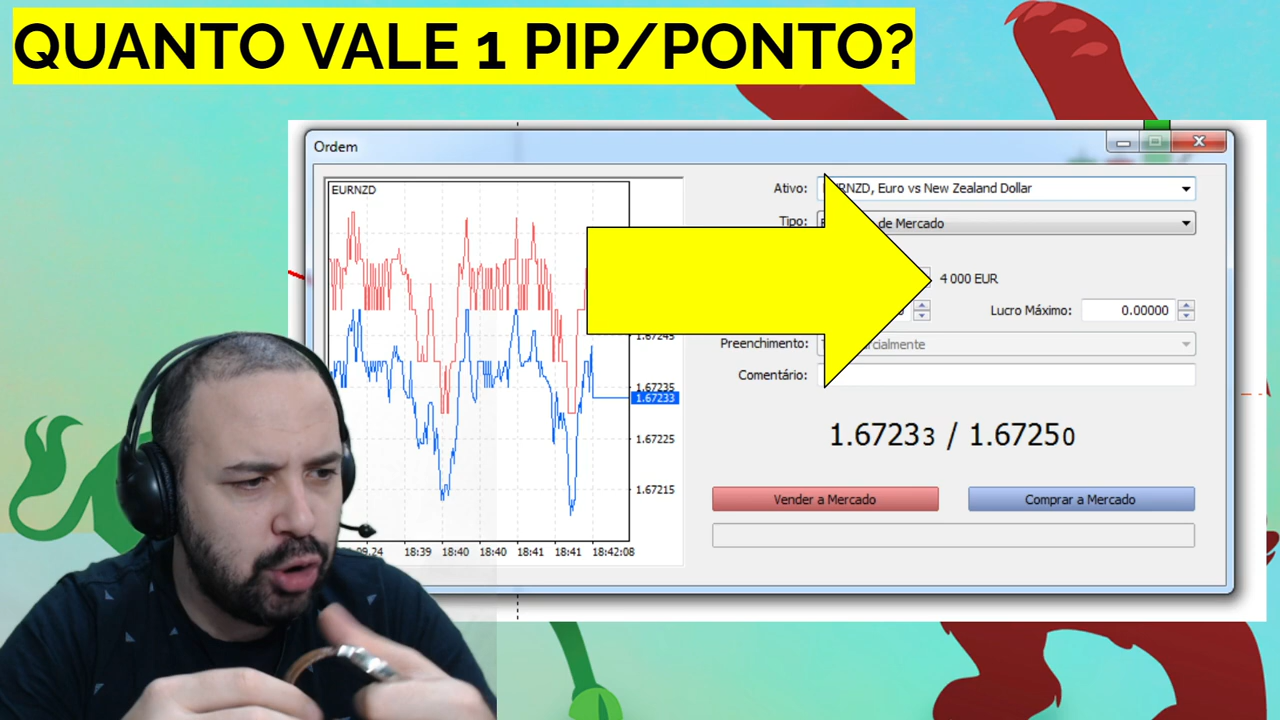 QUANTO VALE 1 PIP/PONTO?
Ordem
EURNZD
Ativo:
RNZD, Euro vs New Zealand Dollar
Tipo:
de Mercado
4 000 EUR
Lucro Máximo:
0.00000
1.67245
Preenchimento:
cialmente
Comentário:
1.67235
1.67233
1.67225
1.67233 / 1.67250
1.67215
Vender a Mercado
Comprar a Mercado
18:39
18:40
18:40
18:41
18:41
18:42:08